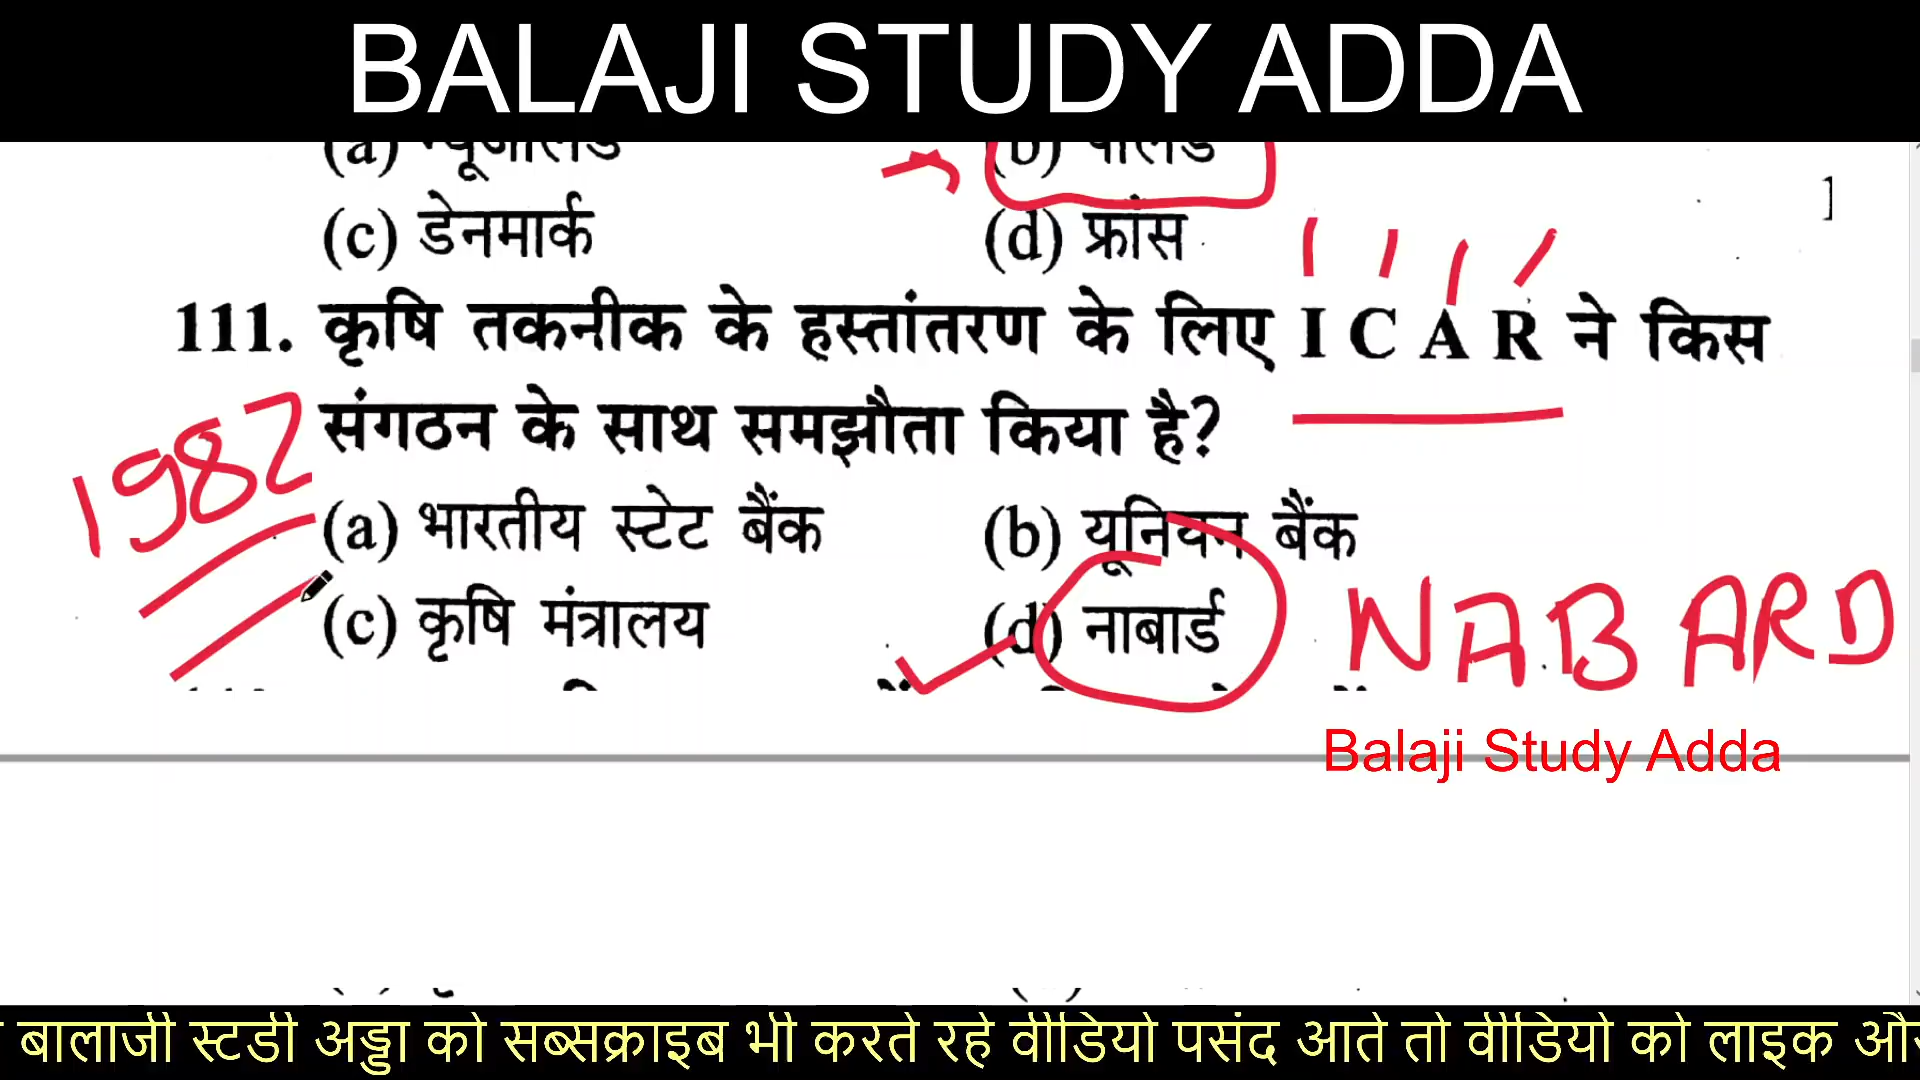 BALAJI STUDY ADDA
(a) न्यूजीलैंड (b) पोलैंड
(c) डेनमार्क (d) फ्रांस
111. कृषि तकनीक के हस्तांतरण के लिए I C A R ने किस
संगठन के साथ समझौता किया है?
1982
(a) भारतीय स्टेट बैंक (b) यूनियन बैंक
(c) कृषि मंत्रालय (d) नाबार्ड
NABARD
Balaji Study Adda
बालाजी स्टडी अड्डा को सब्सक्राइब भी करते रहे वीडियो पसंद आते तो वीडियो को लाइक